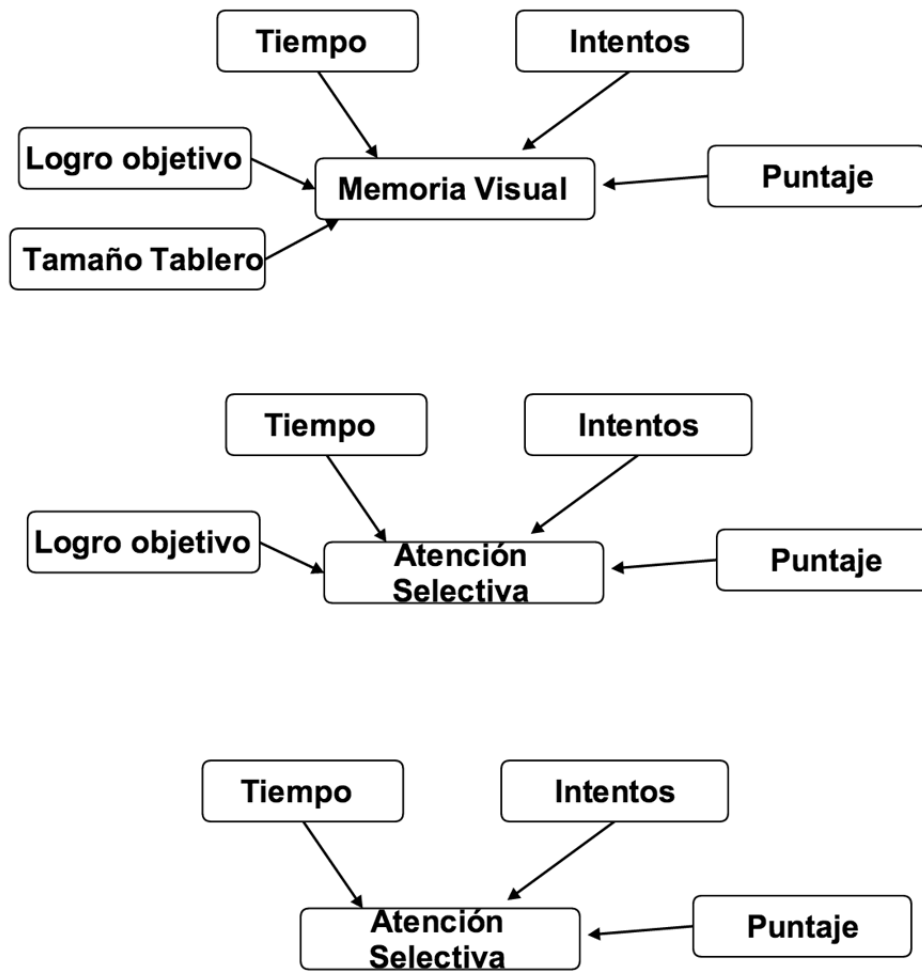 Tiempo
Intentos
Logro objetivo
Memoria Visual
Puntaje
Tamaño Tablero
Tiempo
Intentos
Logro objetivo
Atención
Selectiva
Puntaje
Tiempo
Intentos
Atención
Selectiva
Puntaje